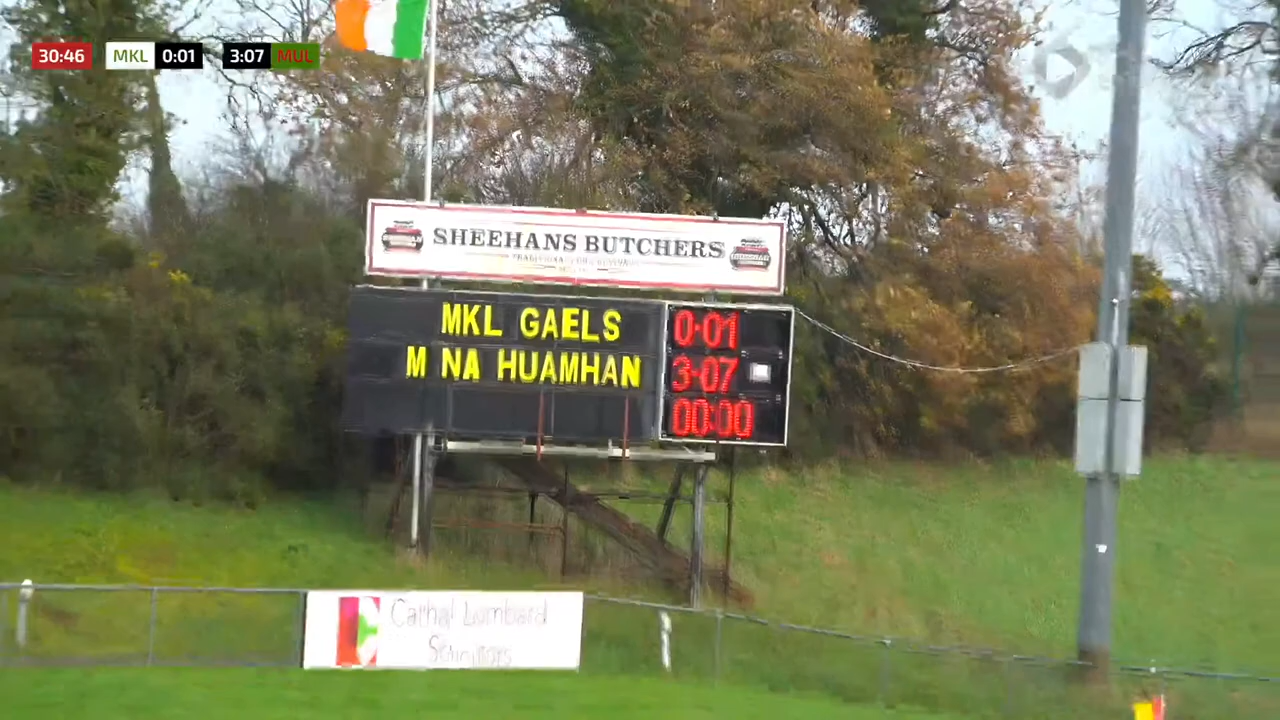 30:46 MKL 0:01 3:07 MUL
SHEEHANS BUTCHERS
MKL GAELS 0:01
M NA HUAMHAN 3-07
00:00
Cathal Lombard
Solicitors